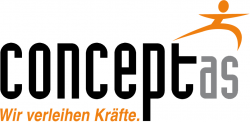 conceptas
Wir verleihen Kräfte.